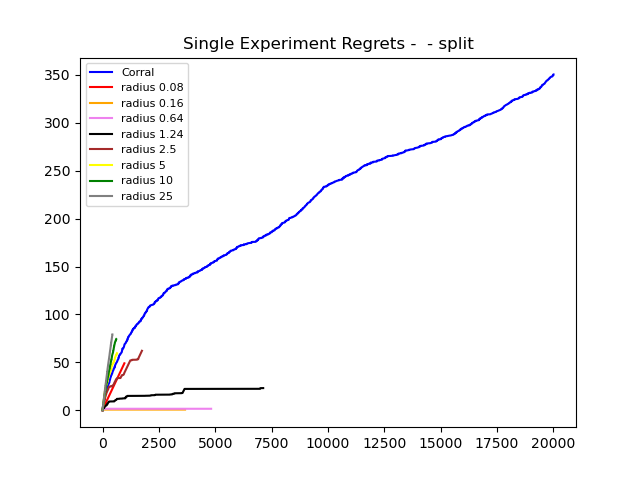 Single Experiment Regrets -  - split
350
300
250
200
150
100
50
0
Corral
radius 0.08
radius 0.16
radius 0.64
radius 1.24
radius 2.5
radius 5
radius 10
radius 25
0 2500 5000 7500 10000 12500 15000 17500 20000